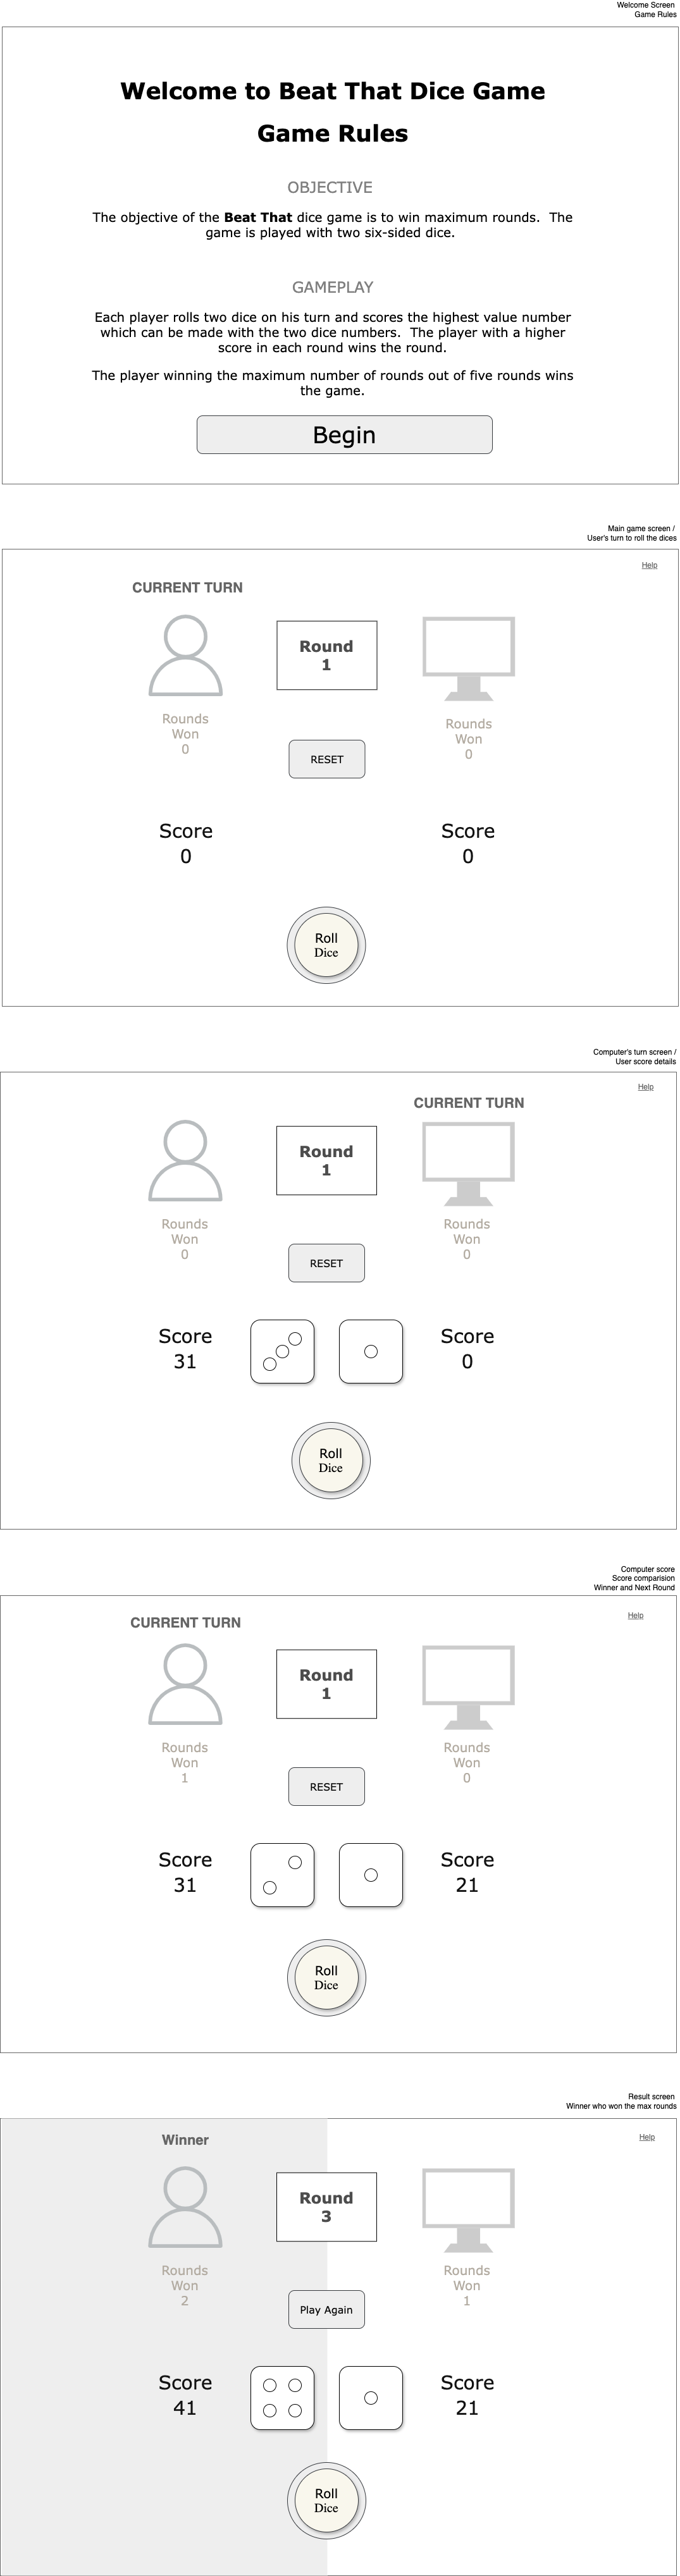 Welcome Screen
Game Rules
Welcome to Beat That Dice Game
Game Rules
OBJECTIVE
The objective of the Beat That dice game is to win maximum rounds. The
game is played with two six-sided dice.
GAMEPLAY
Each player rolls two dice on his turn and scores the highest value number
which can be made with the two dice numbers. The player with a higher
score in each round wins the round.
The player winning the maximum number of rounds out of five rounds wins
the game.
Begin
Main game screen /
User's turn to roll the dices
Help
CURRENT TURN
Round
1
Rounds
Won
0
Rounds
Won
0
RESET
Score
0
Score
0
Roll
Dice
Computer's turn screen /
User score details
Help
CURRENT TURN
Round
1
Rounds
Won
0
Rounds
Won
0
RESET
Score
31
Score
0
Roll
Dice
Computer score
Score comparision
Winner and Next Round
Help
CURRENT TURN
Round
1
Rounds
Won
1
Rounds
Won
0
RESET
Score
31
Score
21
Roll
Dice
Result screen
Winner who won the max rounds
Help
Winner
Round
3
Rounds
Won
2
Rounds
Won
1
Play Again
Score
41
Score
21
Roll
Dice